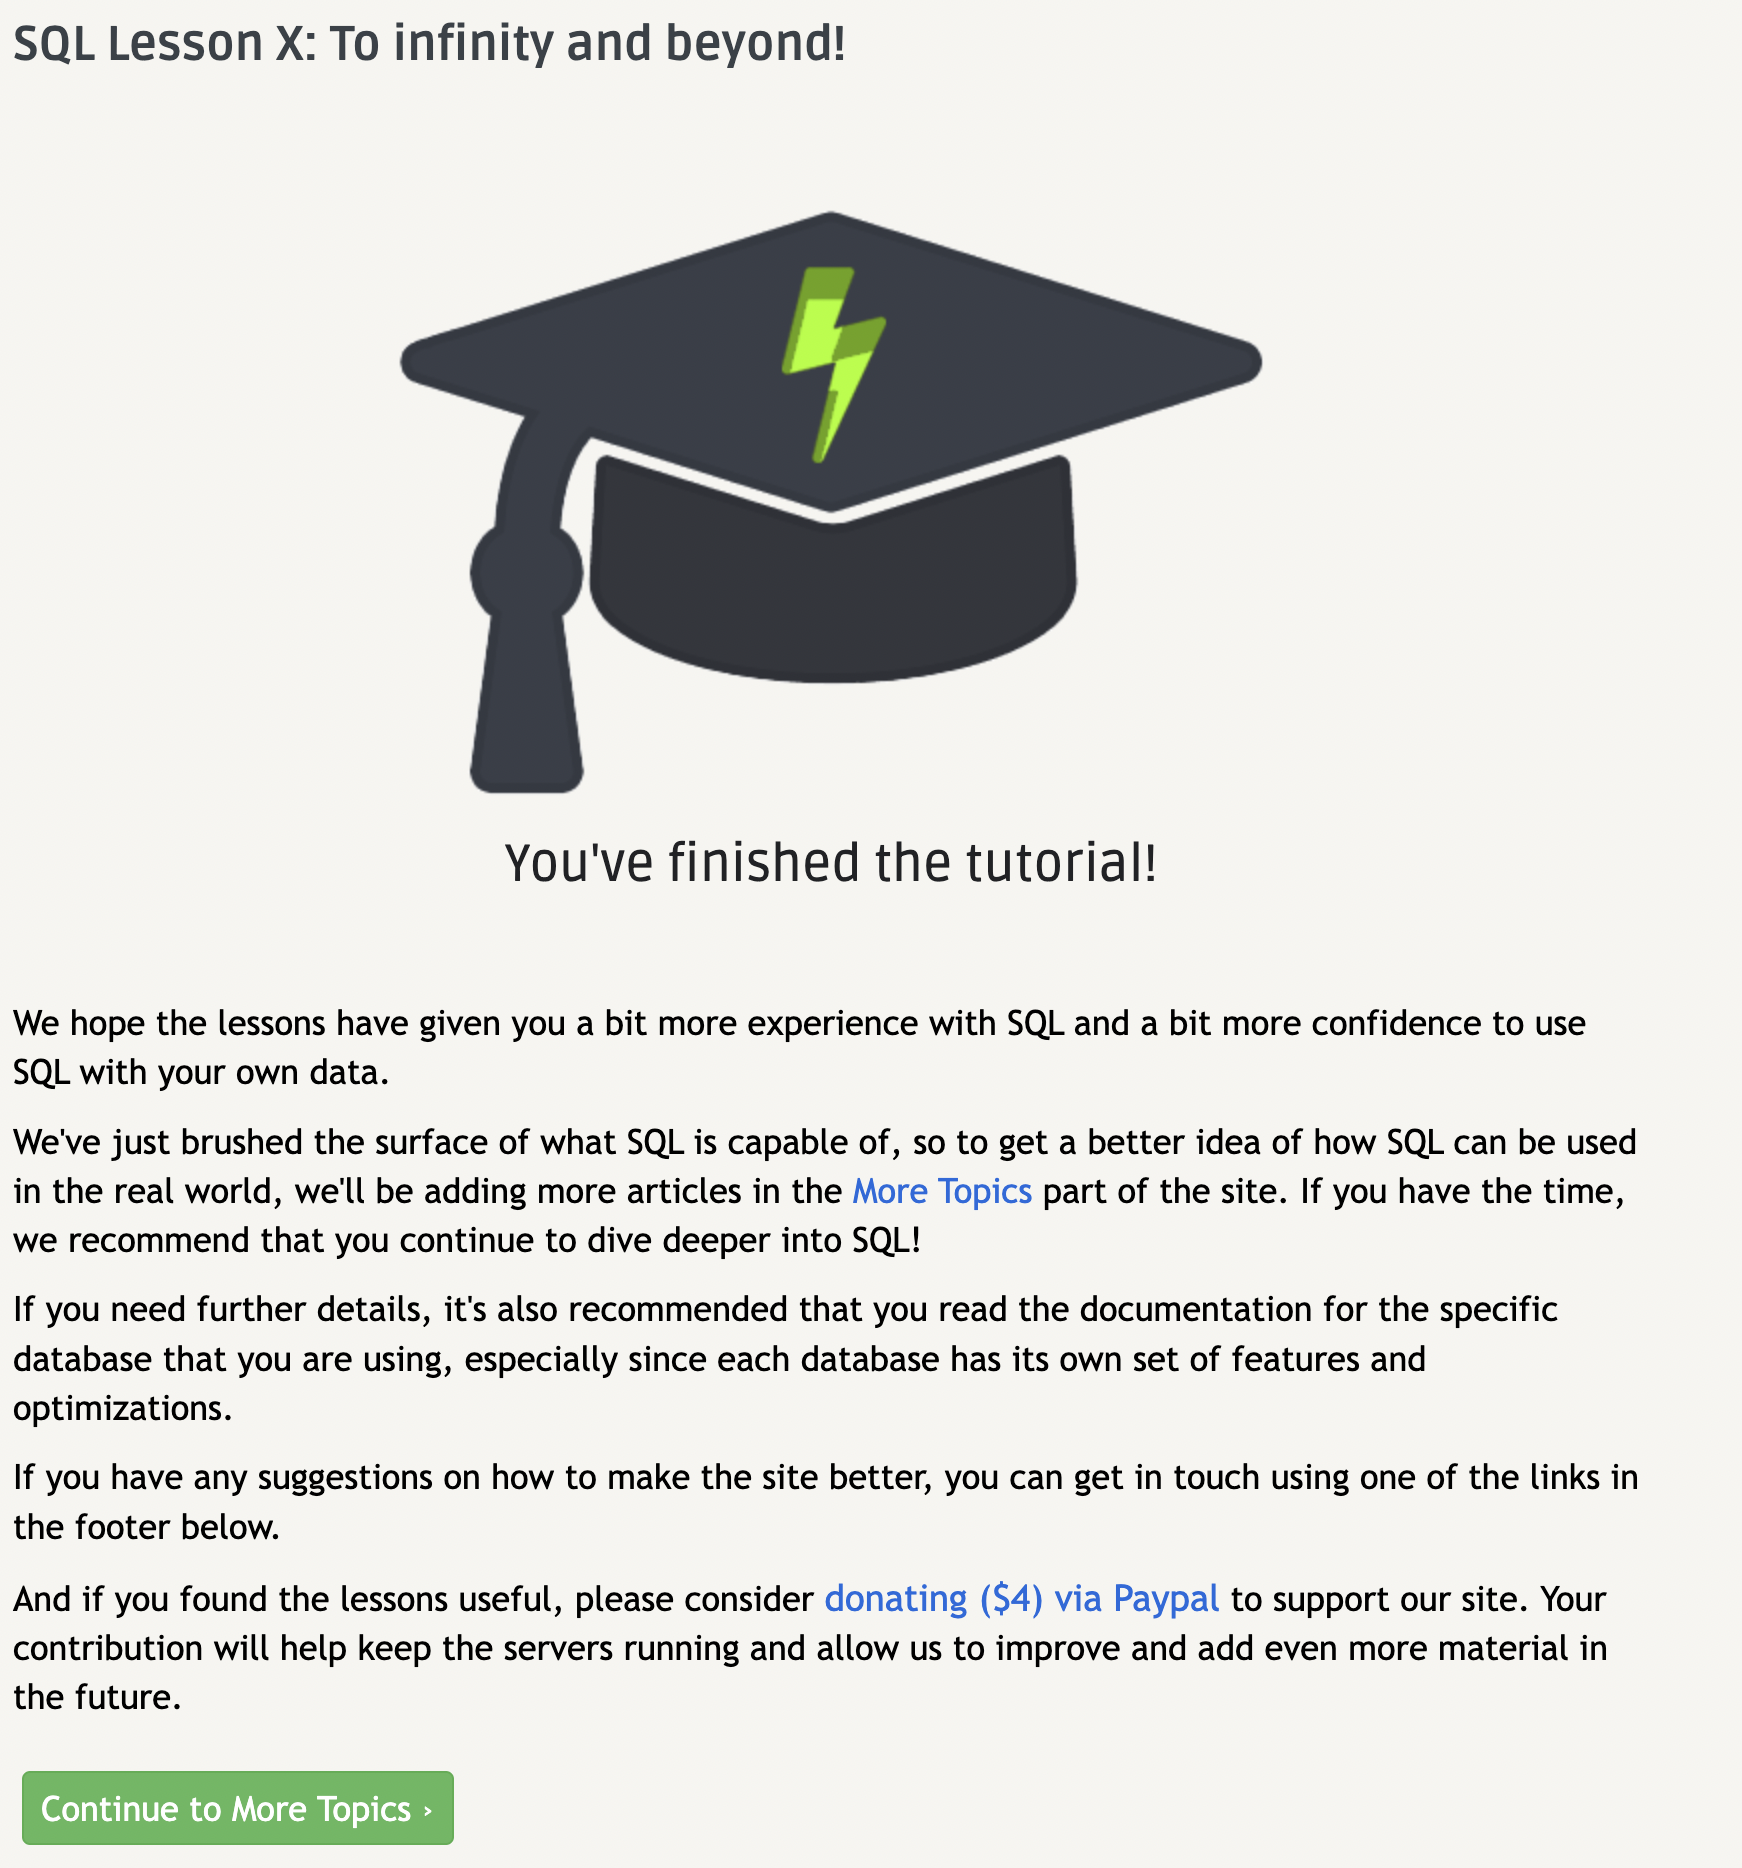 SQL Lesson X: To infinity and beyond!
You've finished the tutorial!
We hope the lessons have given you a bit more experience with SQL and a bit more confidence to use
SQL with your own data.
We've just brushed the surface of what SQL is capable of, so to get a better idea of how SQL can be used
in the real world, we'll be adding more articles in the More Topics part of the site. If you have the time,
we recommend that you continue to dive deeper into SQL!
If you need further details, it's also recommended that you read the documentation for the specific
database that you are using, especially since each database has its own set of features and
optimizations.
If you have any suggestions on how to make the site better, you can get in touch using one of the links in
the footer below.
And if you found the lessons useful, please consider donating ($4) via Paypal to support our site. Your
contribution will help keep the servers running and allow us to improve and add even more material in
the future.
Continue to More Topics ›